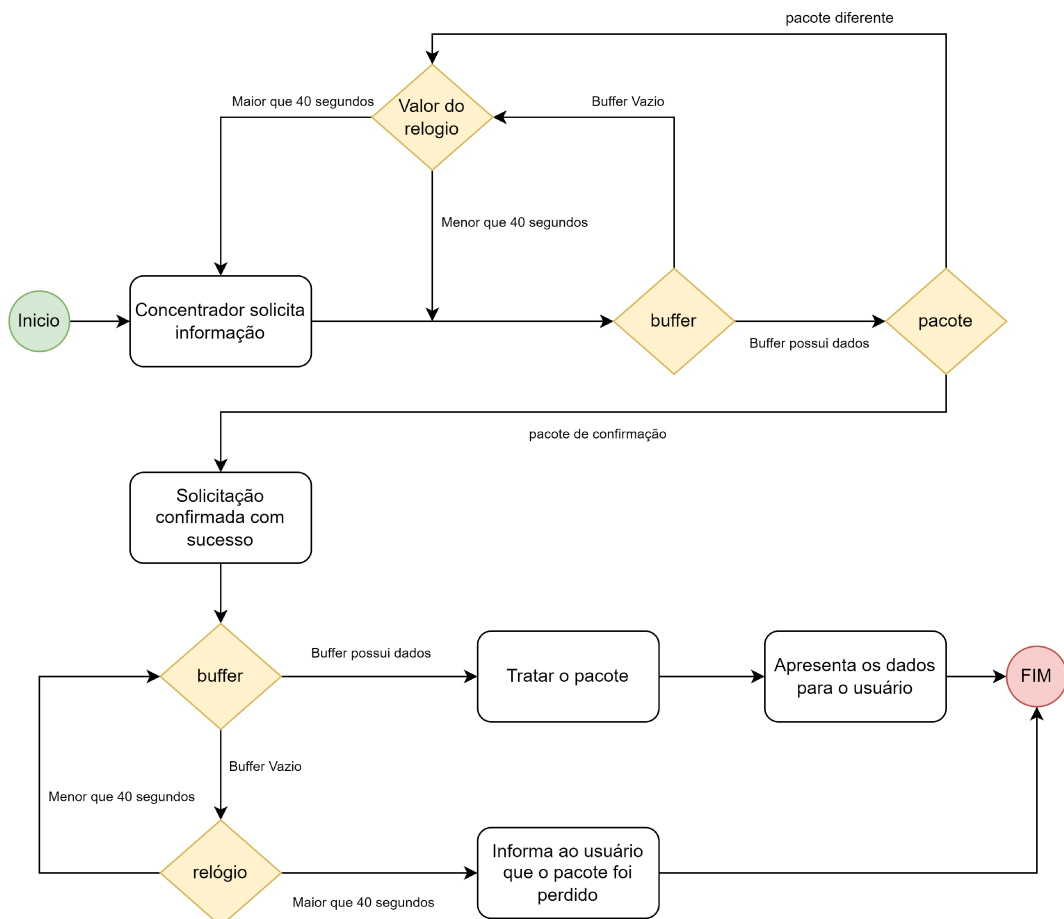 pacote diferente
Maior que 40 segundos
Valor do
relogio
Buffer Vazio
Menor que 40 segundos
Inicio
Concentrador solicita
informação
buffer
Buffer possui dados
pacote
pacote de confirmação
Solicitação
confirmada com
sucesso
buffer
Buffer possui dados
Tratar o pacote
Apresenta os dados
para o usuário
FIM
Buffer Vazio
Menor que 40 segundos
relógio
Maior que 40 segundos
Informa ao usuário
que o pacote foi
perdido